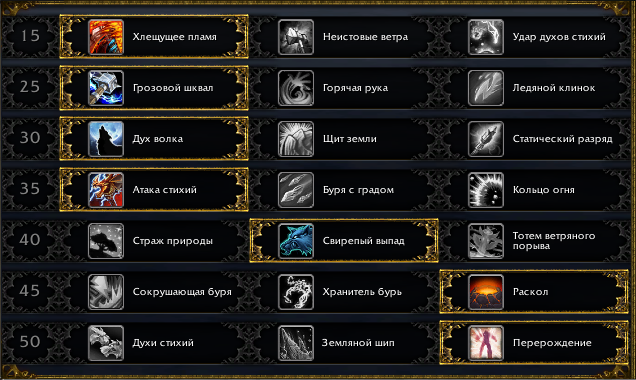 15 Хлещущее пламя Неистовые ветра Удар духов стихий
25 Грозовой шквал Горячая рука Ледяной клинок
30 Дух волка Щит земли Статический разряд
35 Атака стихий Буря с градом Кольцо огня
40 Страж природы Свирепый выпад Тотем ветряного
порыва
45 Сокрушающая буря Хранитель бурь Раскол
50 Духи стихий Земляной шип Перерождение